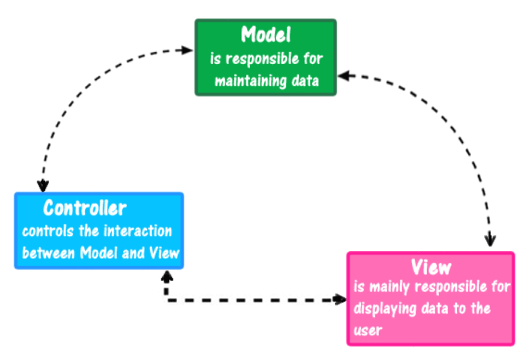 Model
is responsible for
maintaining data
Controller
controls the interaction
between Model and View
View
is mainly responsible for
displaying data to the
user